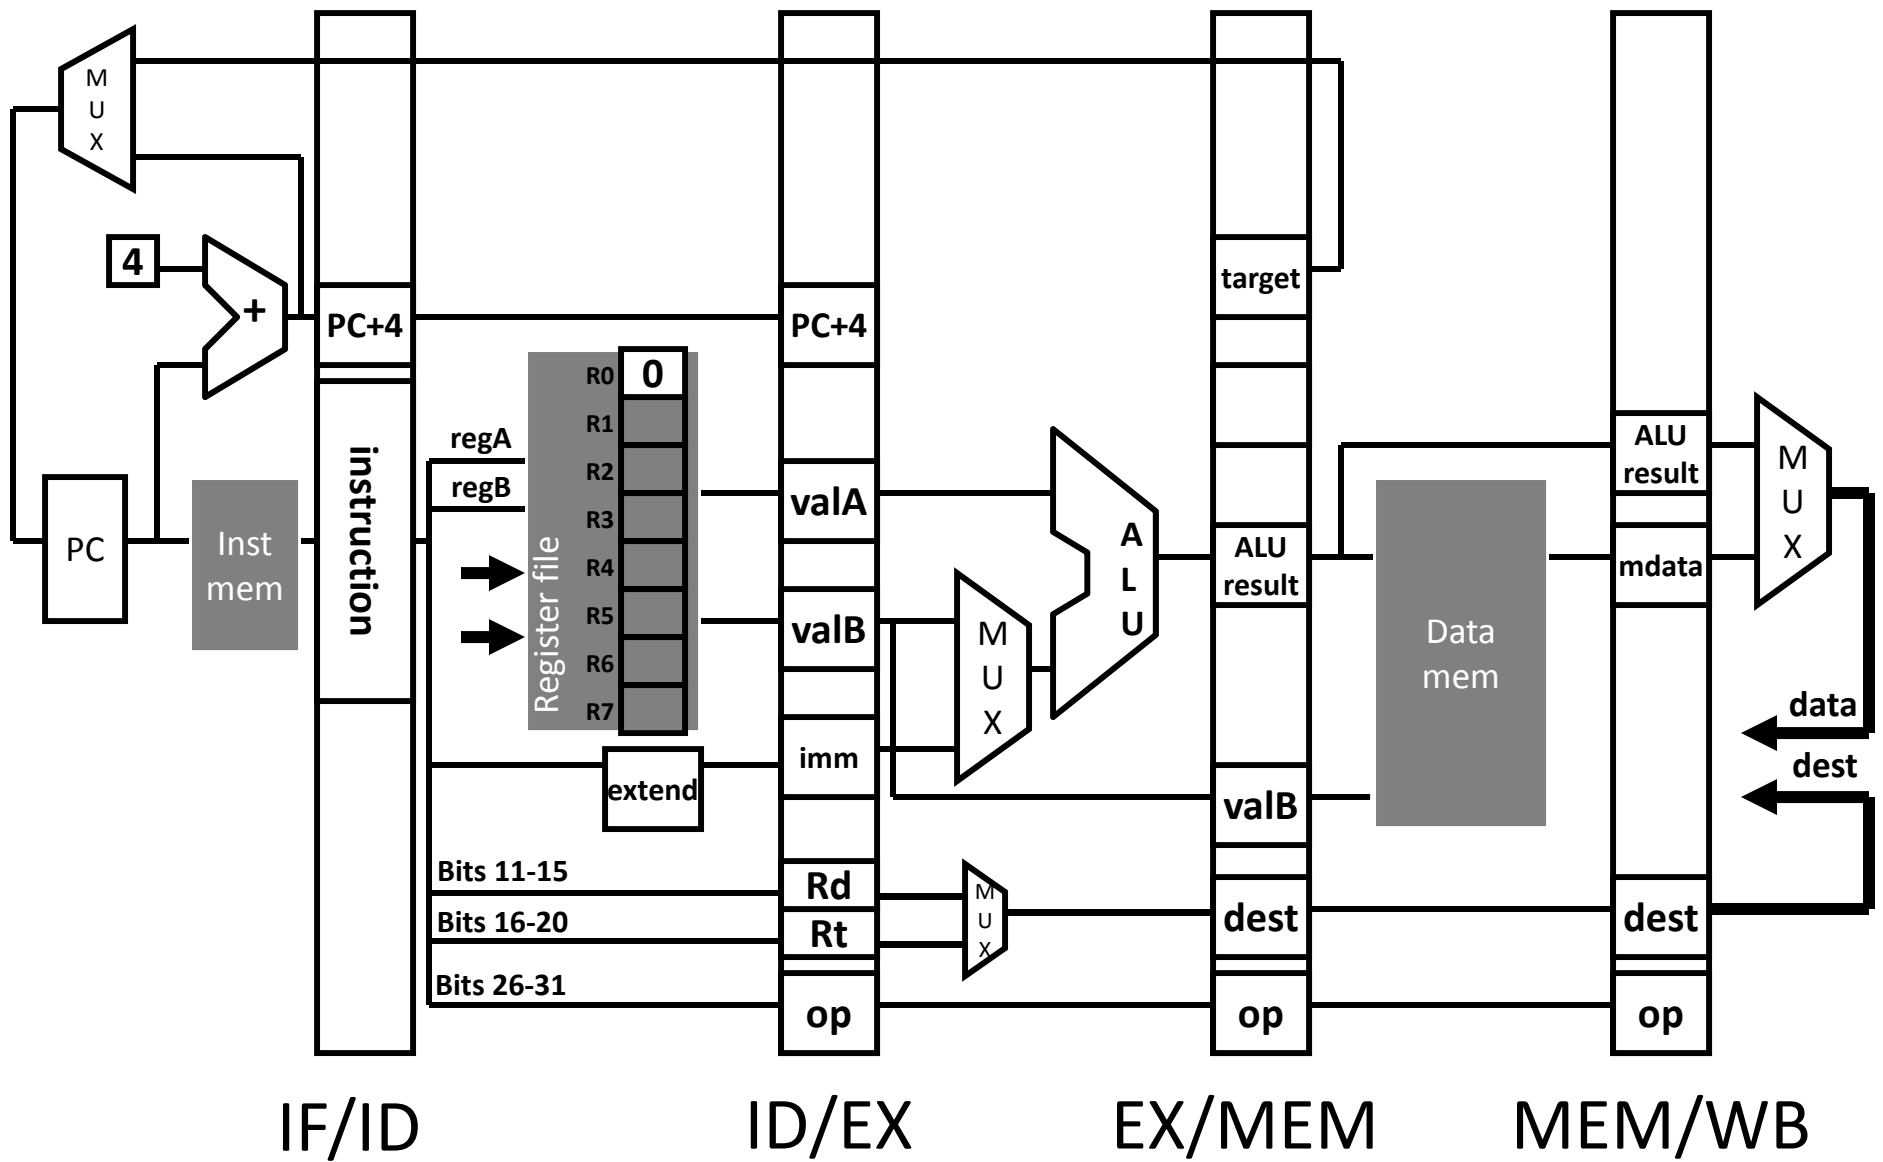 M
U
X
4
+
PC
Inst
mem
PC+4
instruction
regA
regB
Register file
R0
0
R1
R2
R3
R4
R5
R6
R7
extend
Bits 11-15
Bits 16-20
Bits 26-31
PC+4
valA
valB
imm
Rd
Rt
op
M
U
X
A
L
U
M
U
X
target
ALU
result
valB
dest
op
Data
mem
ALU
result
mdata
dest
op
M
U
X
data
dest
IF/ID
ID/EX
EX/MEM
MEM/WB